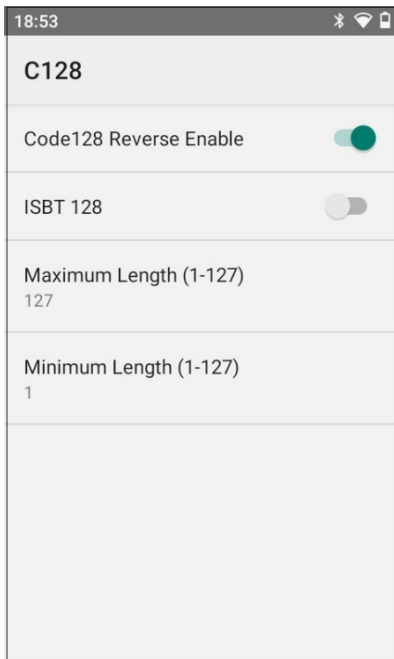 18:53
C128
Code128 Reverse Enable
ISBT 128
Maximum Length (1-127)
127
Minimum Length (1-127)
1